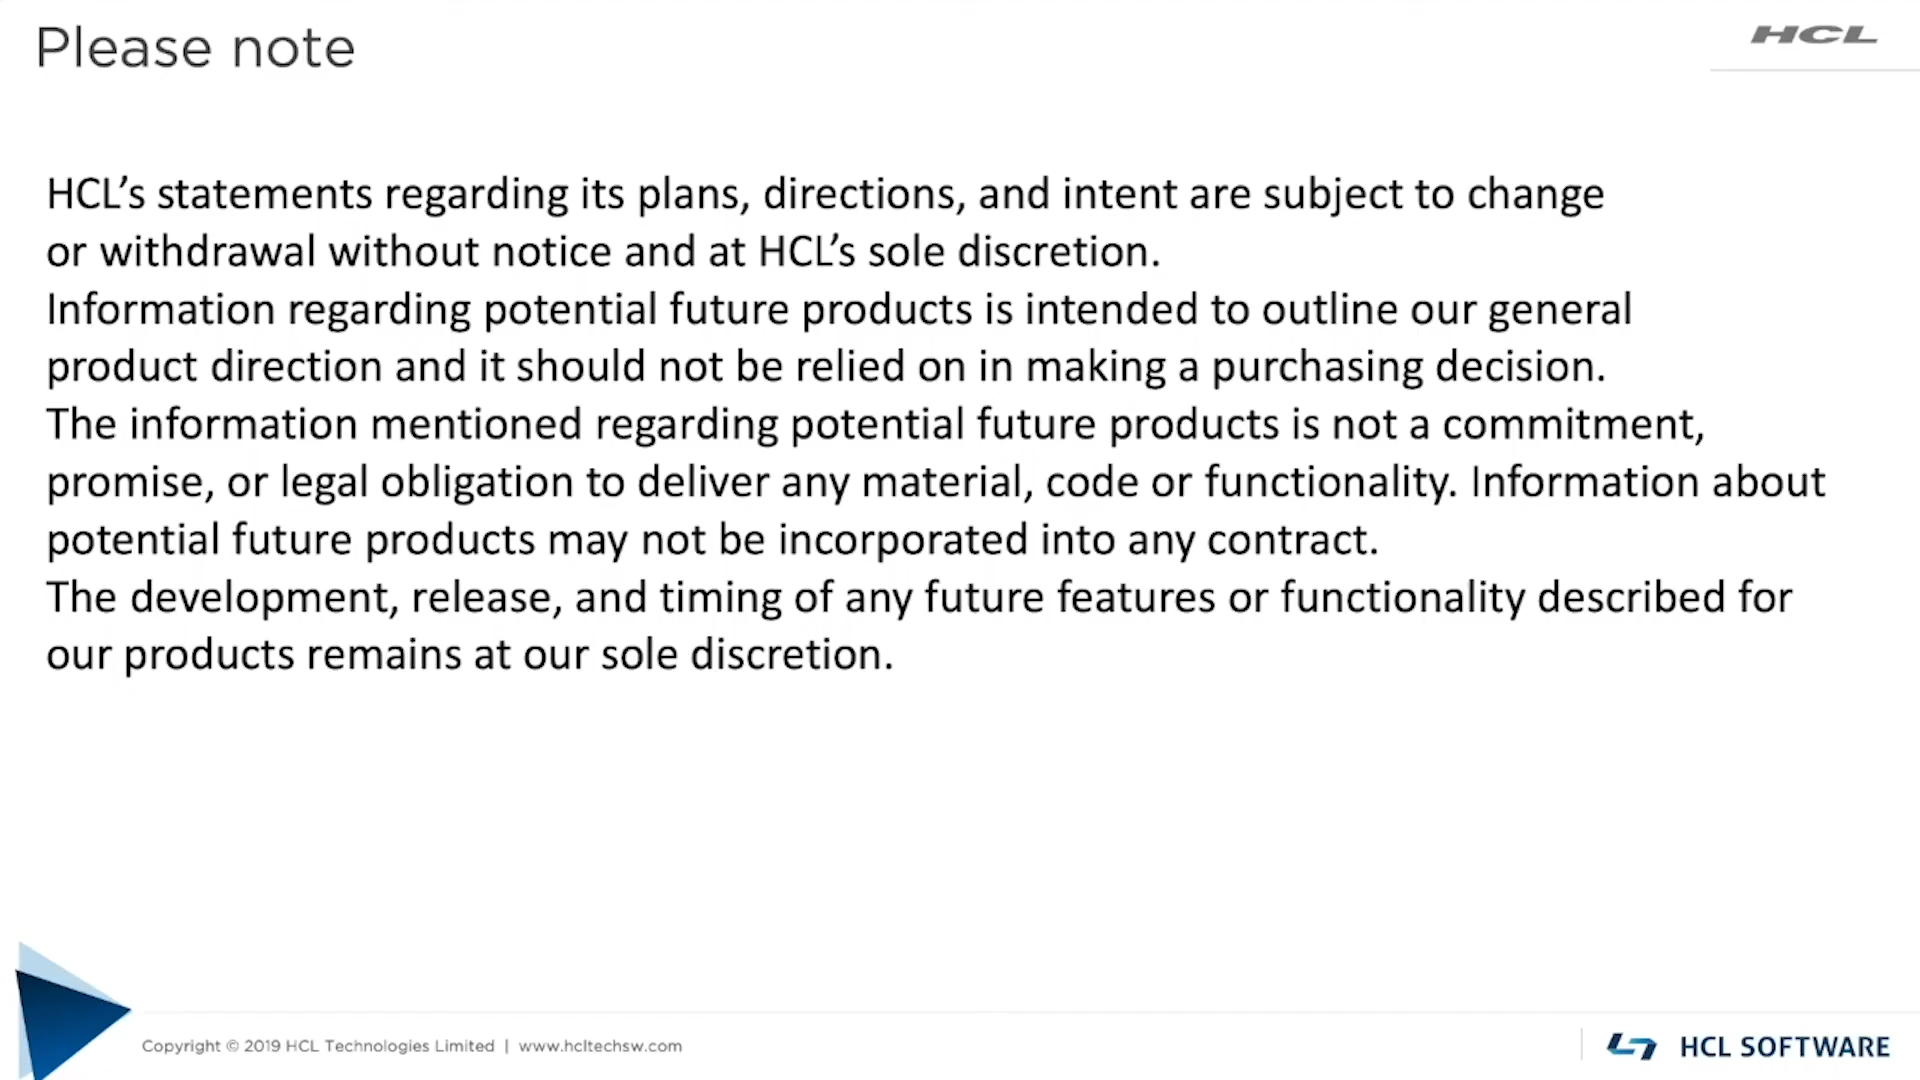 Please note
HCL
HCL’s statements regarding its plans, directions, and intent are subject to change
or withdrawal without notice and at HCL’s sole discretion.
Information regarding potential future products is intended to outline our general
product direction and it should not be relied on in making a purchasing decision.
The information mentioned regarding potential future products is not a commitment,
promise, or legal obligation to deliver any material, code or functionality. Information about
potential future products may not be incorporated into any contract.
The development, release, and timing of any future features or functionality described for
our products remains at our sole discretion.
Copyright © 2019 HCL Technologies Limited | www.hcltechsw.com
HCL SOFTWARE